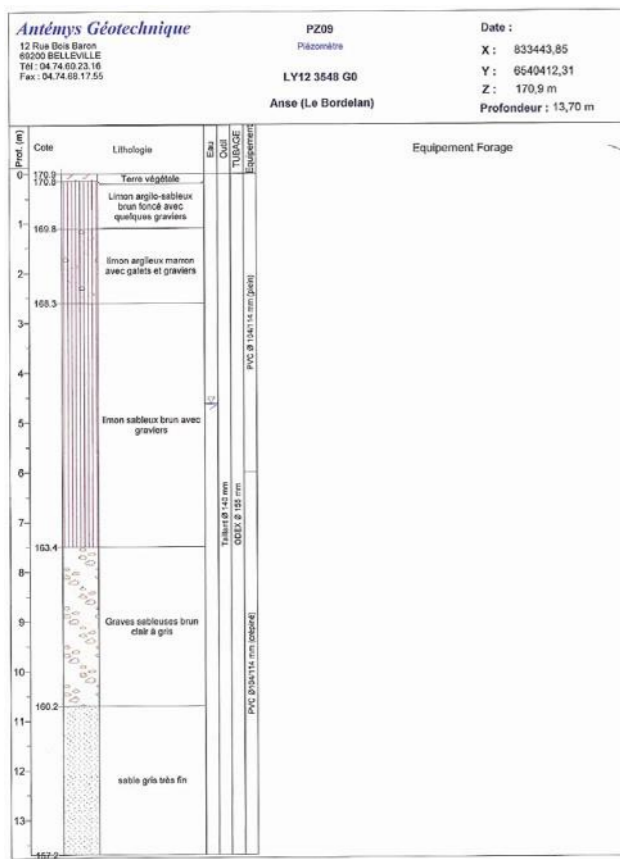 Antémys Géotechnique
12 Rue Bois Baron
69200 BELLEVILLE
Tél : 04.74.60.23.16
Fax : 04.74.68.17.55
PZ09
Piézomètre
LY12 3548 G0
Anse (Le Bordelan)
Date :
X : 833443,85
Y : 6540412,31
Z : 170,9 m
Profondeur : 13,70 m
Prof. (m)
Cote
Lithologie
Eau
Outil
TUBAGE
Equipement
Equipement Forage
0
170.9
170.8
Terre végétale
Limon argilo-sableux
brun foncé avec
quelques graviers
1
169.8
limon argileux marron
avec galets et graviers
2
168.3
3
PVC Ø 104/114 mm (plein)
4
limon sableux brun avec
graviers
5
6
Taillant Ø 140 mm
ODEX Ø 158 mm
7
163.4
8
Graves sableuses brun
clair à gris
9
PVC Ø104/114 mm (crépiné)
10
160.2
11
sable gris très fin
12
13
157.2